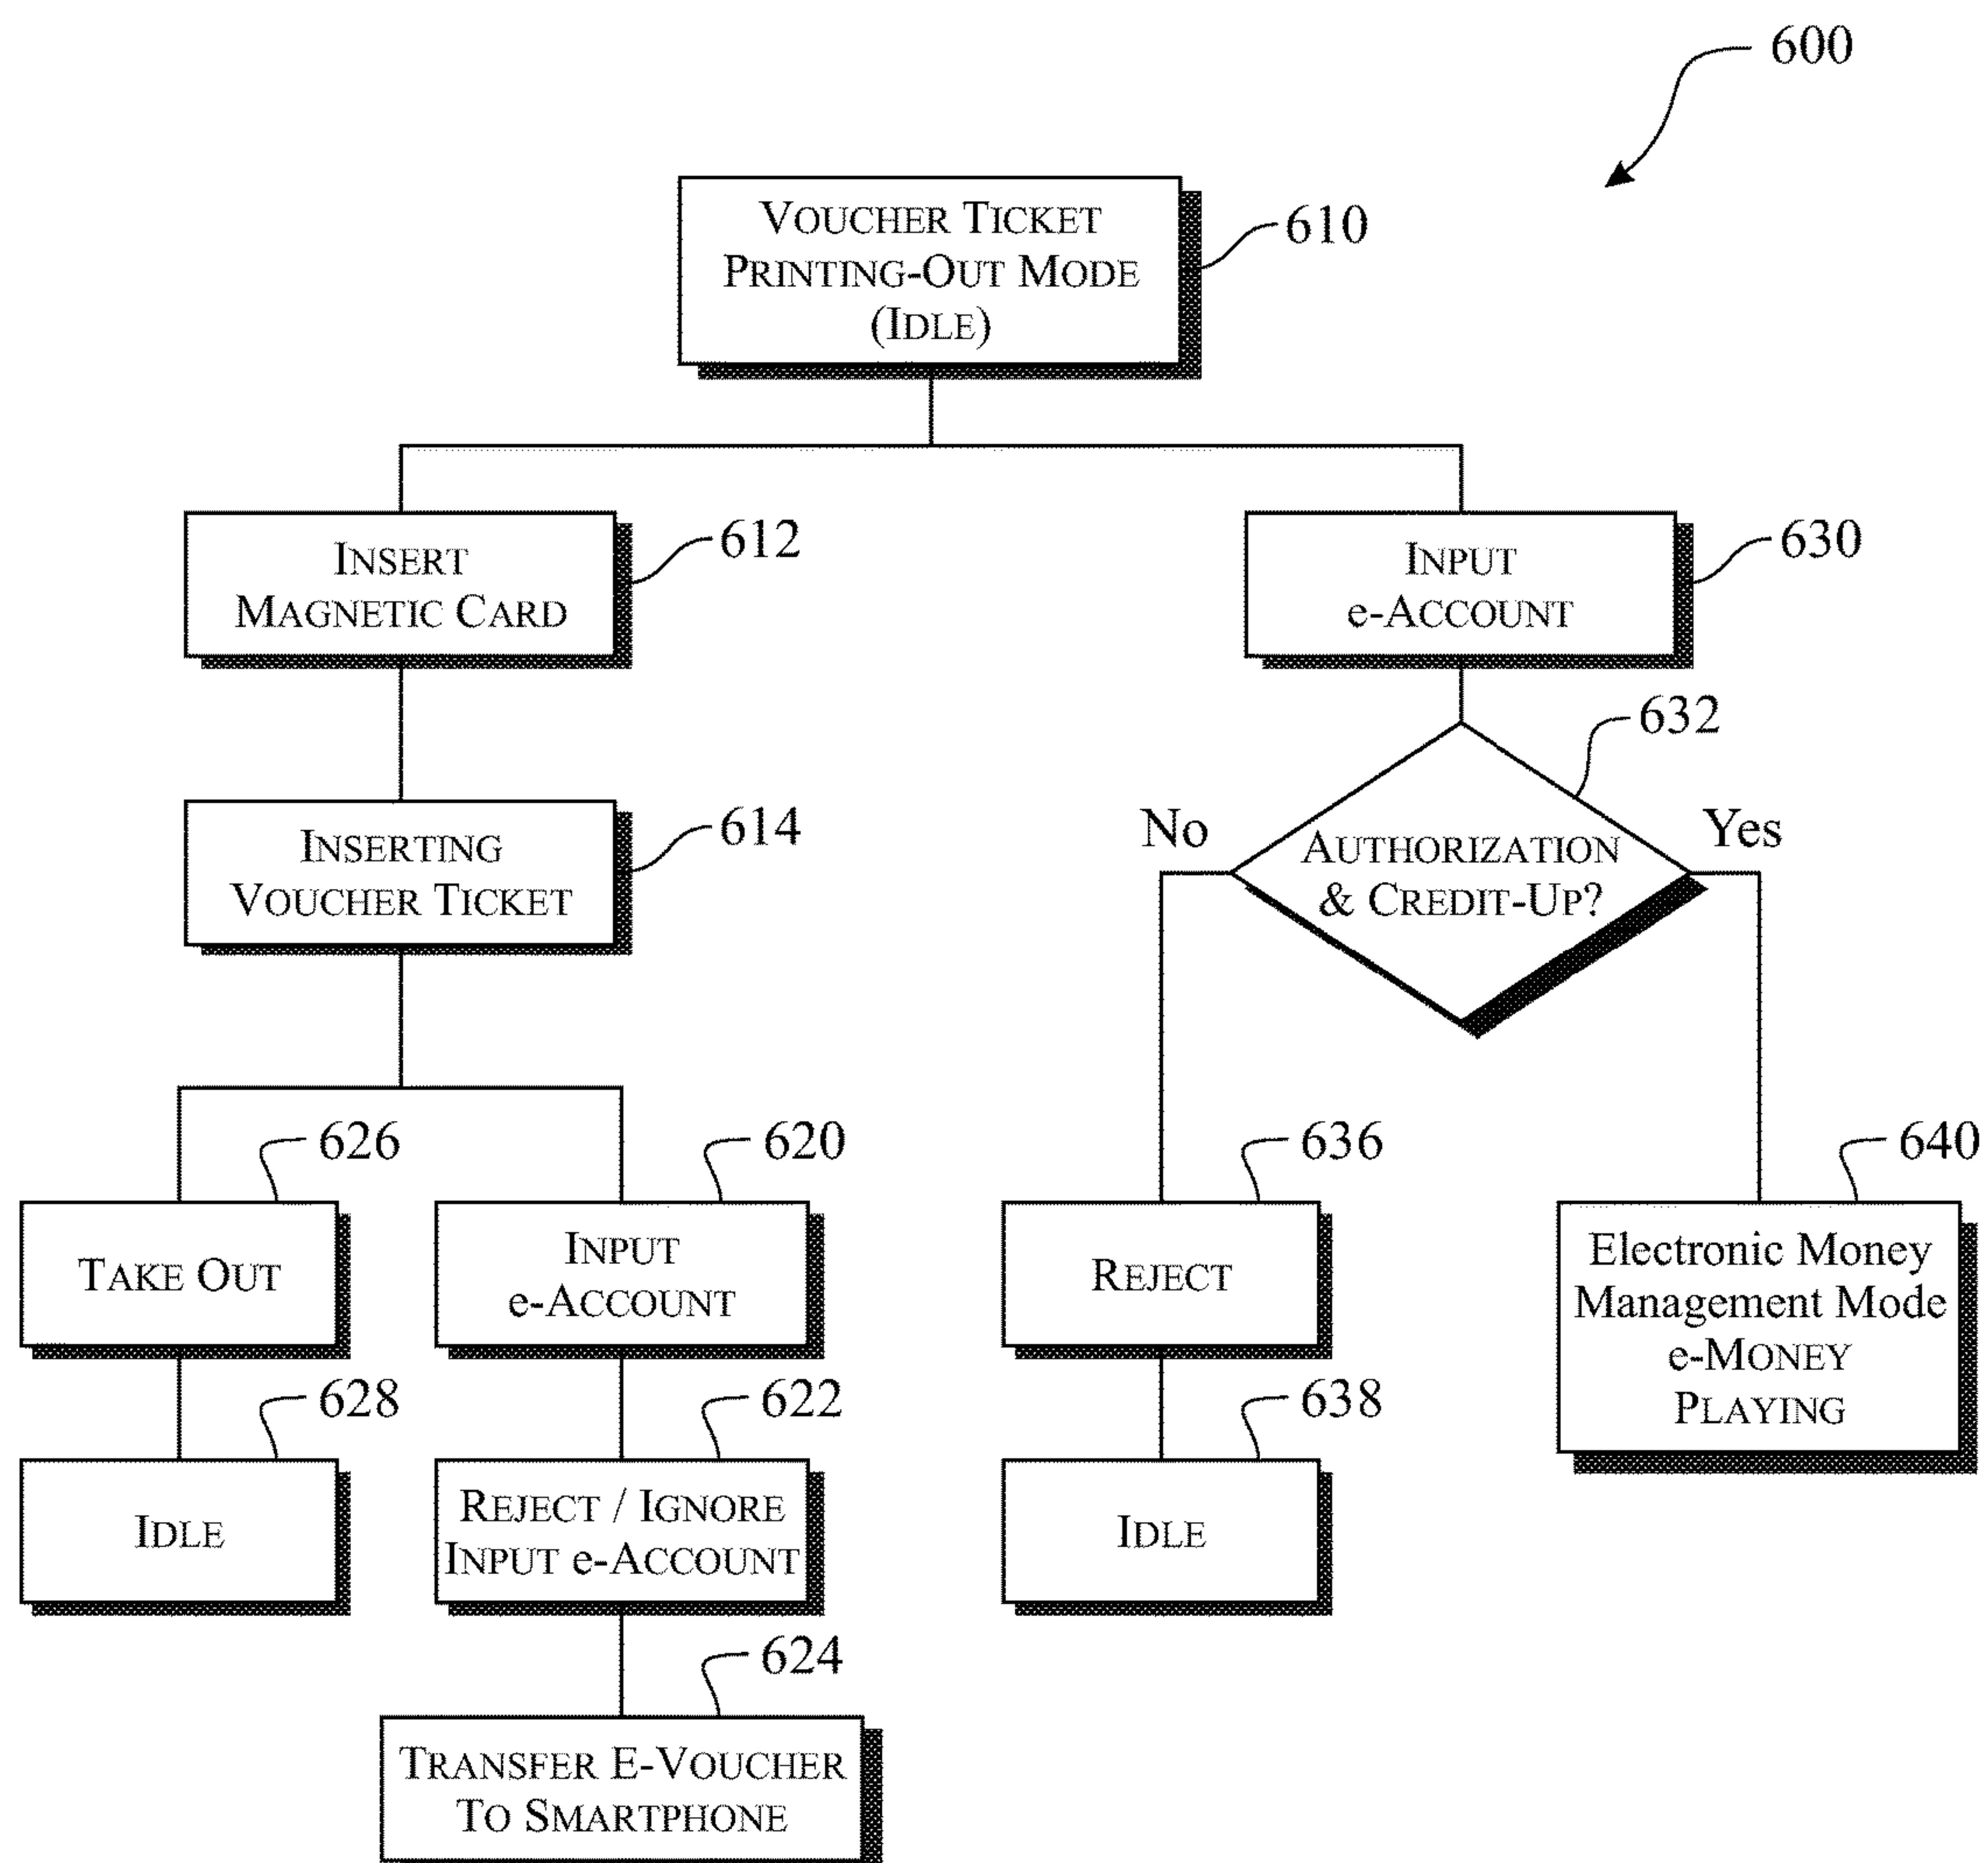 600
VOUCHER TICKET
PRINTING-OUT MODE
(IDLE)
610
INSERT
MAGNETIC CARD
612
INPUT
e-ACCOUNT
630
INSERTING
VOUCHER TICKET
614
632
No
AUTHORIZATION
& CREDIT-UP?
Yes
626
TAKE OUT
620
INPUT
e-ACCOUNT
636
REJECT
640
Electronic Money
Management Mode
e-MONEY
PLAYING
628
IDLE
622
REJECT / IGNORE
INPUT e-ACCOUNT
638
IDLE
624
TRANSFER E-VOUCHER
TO SMARTPHONE